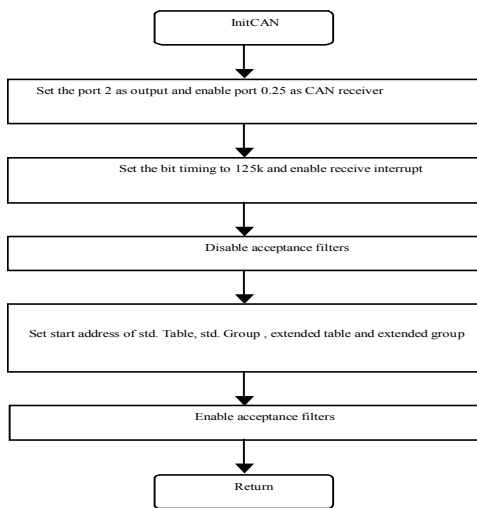 InitCAN
Set the port 2 as output and enable port 0.25 as CAN receiver
Set the bit timing to 125k and enable receive interrupt
Disable acceptance filters
Set start address of std. Table, std. Group , extended table and extended group
Enable acceptance filters
Return